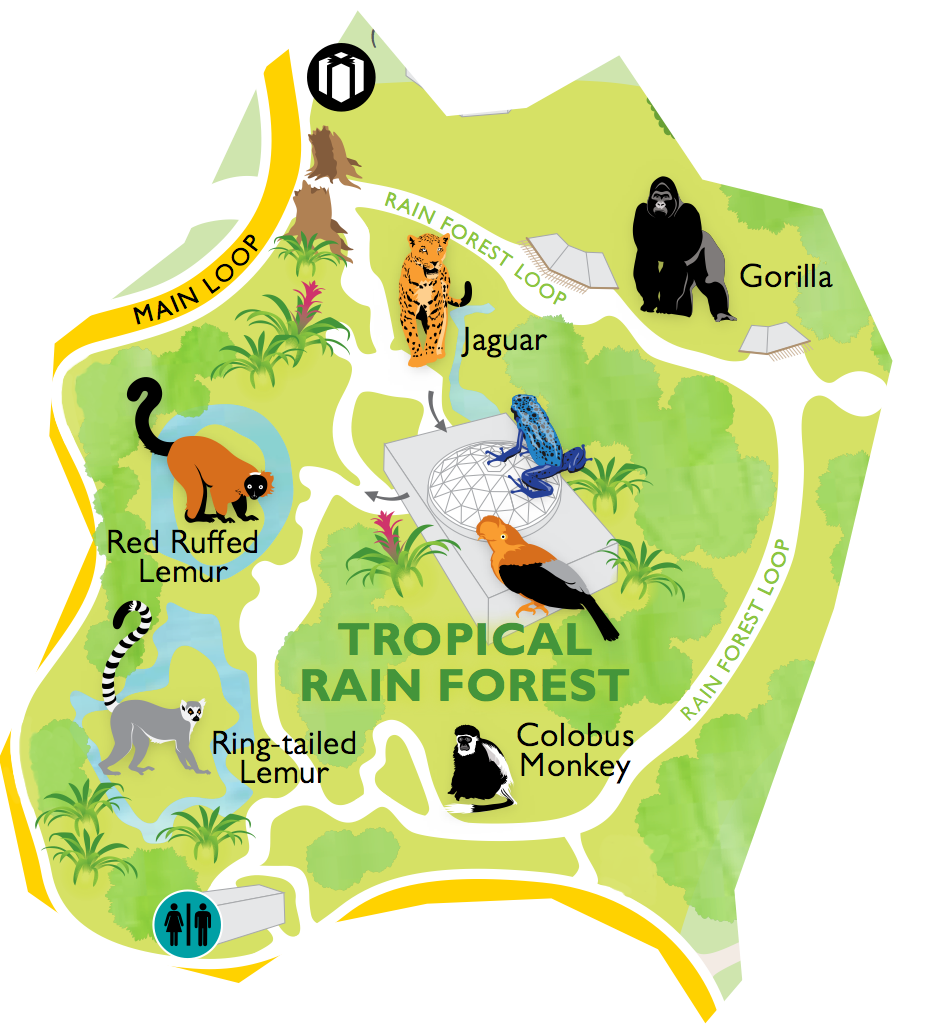 MAIN LOOP
RAIN FOREST LOOP
Gorilla
Jaguar
Red Ruffed
Lemur
TROPICAL
RAIN FOREST
RAIN FOREST LOOP
Ring-tailed
Lemur
Colobus
Monkey